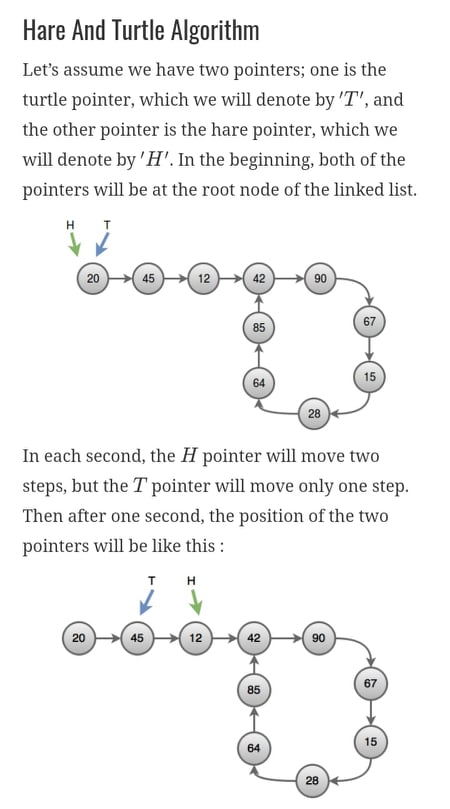 Hare And Turtle Algorithm
Let’s assume we have two pointers; one is the
turtle pointer, which we will denote by 'T', and
the other pointer is the hare pointer, which we
will denote by 'H'. In the beginning, both of the
pointers will be at the root node of the linked list.
H T
20 45 12 42 90
67
85
15
64
28
In each second, the H pointer will move two
steps, but the T pointer will move only one step.
Then after one second, the position of the two
pointers will be like this :
T H
20 45 12 42 90
67
85
15
64
28